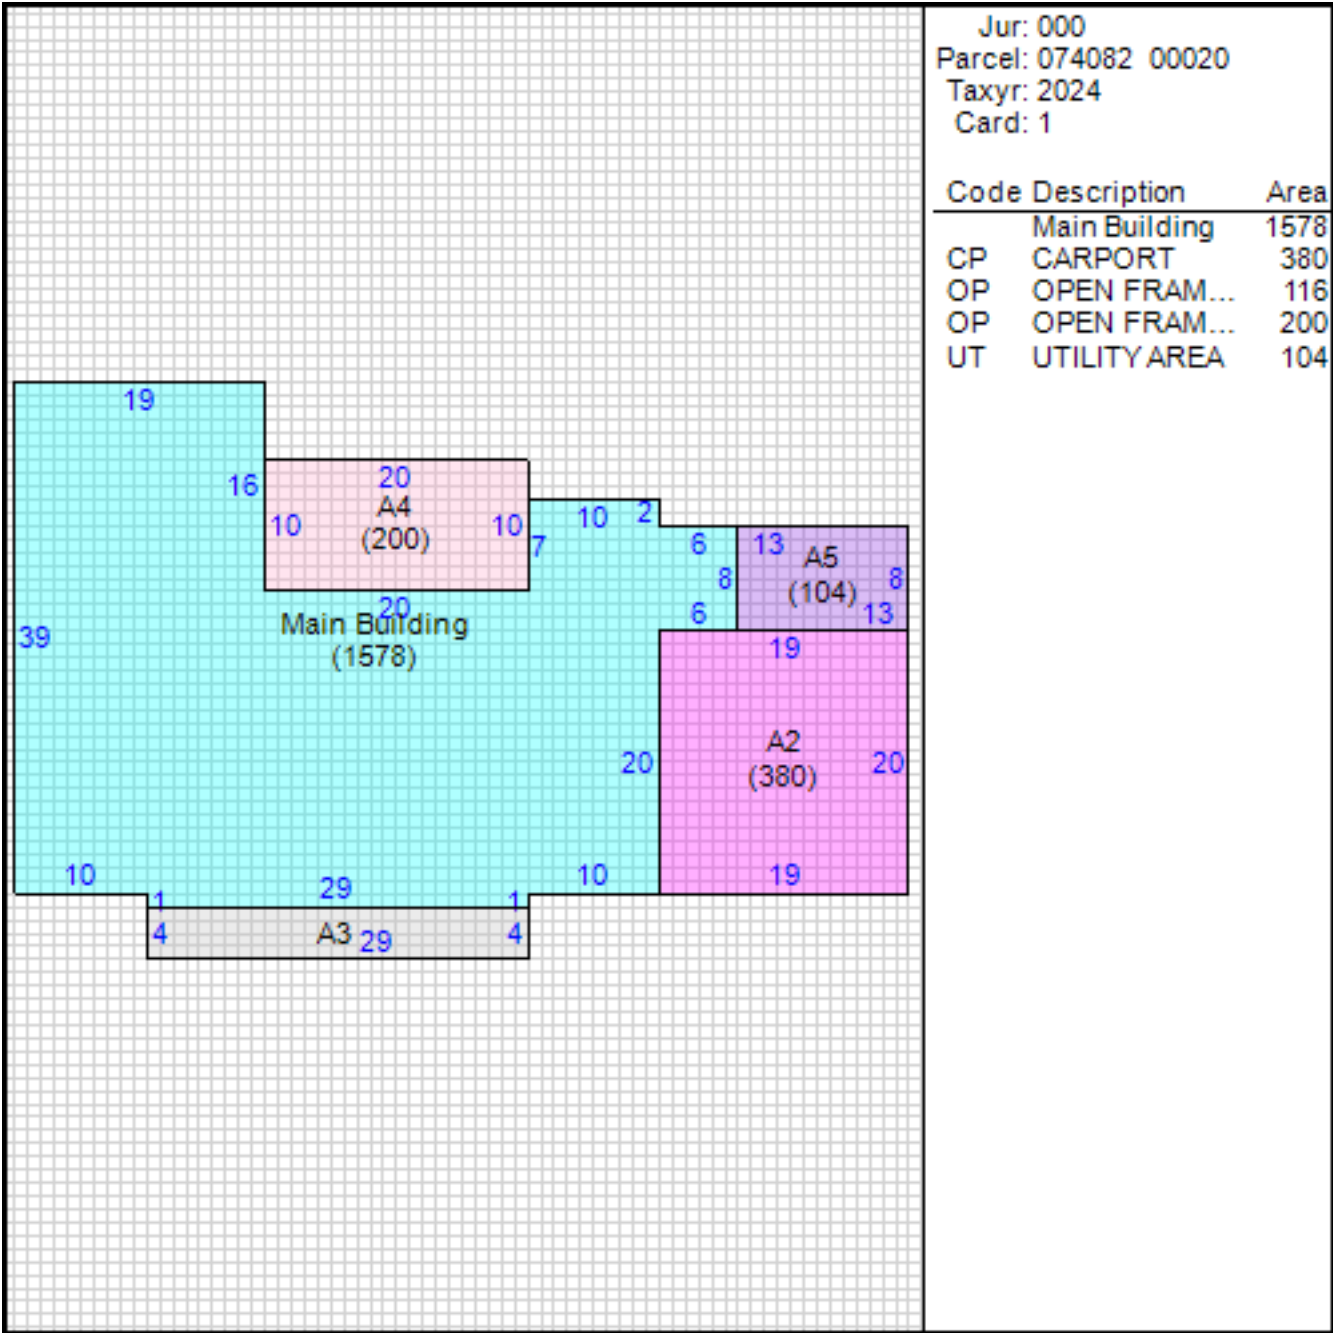 Jur: 000
Parcel: 074082 00020
Taxyr: 2024
Card: 1
Code Description Area
Main Building 1578
CP CARPORT 380
OP OPEN FRAM... 116
OP OPEN FRAM... 200
UT UTILITY AREA 104
19
16
20
A4
10 10
(200)
10 2
7
6 13
A5
8 8
(104)
20
6 13
Main Building
39
(1578)
19
A2
20 20
(380)
10 29 10 19
1 1
4 A3 29 4